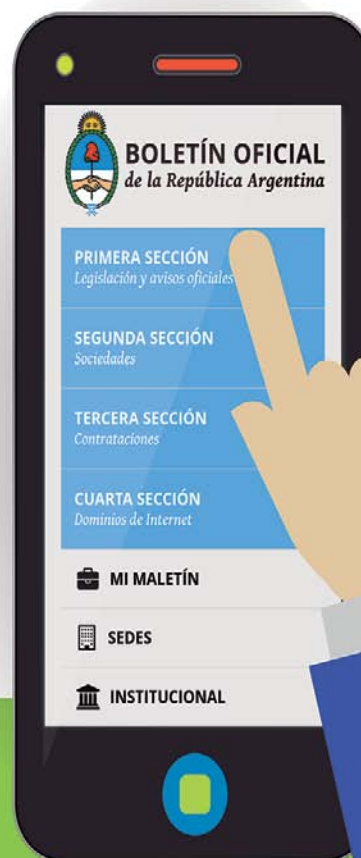 BOLETÍN OFICIAL
de la República Argentina
PRIMERA SECCIÓN
Legislación y avisos oficiales
SEGUNDA SECCIÓN
Sociedades
TERCERA SECCIÓN
Contrataciones
CUARTA SECCIÓN
Dominios de Internet
MI MALETÍN
SEDES
INSTITUCIONAL